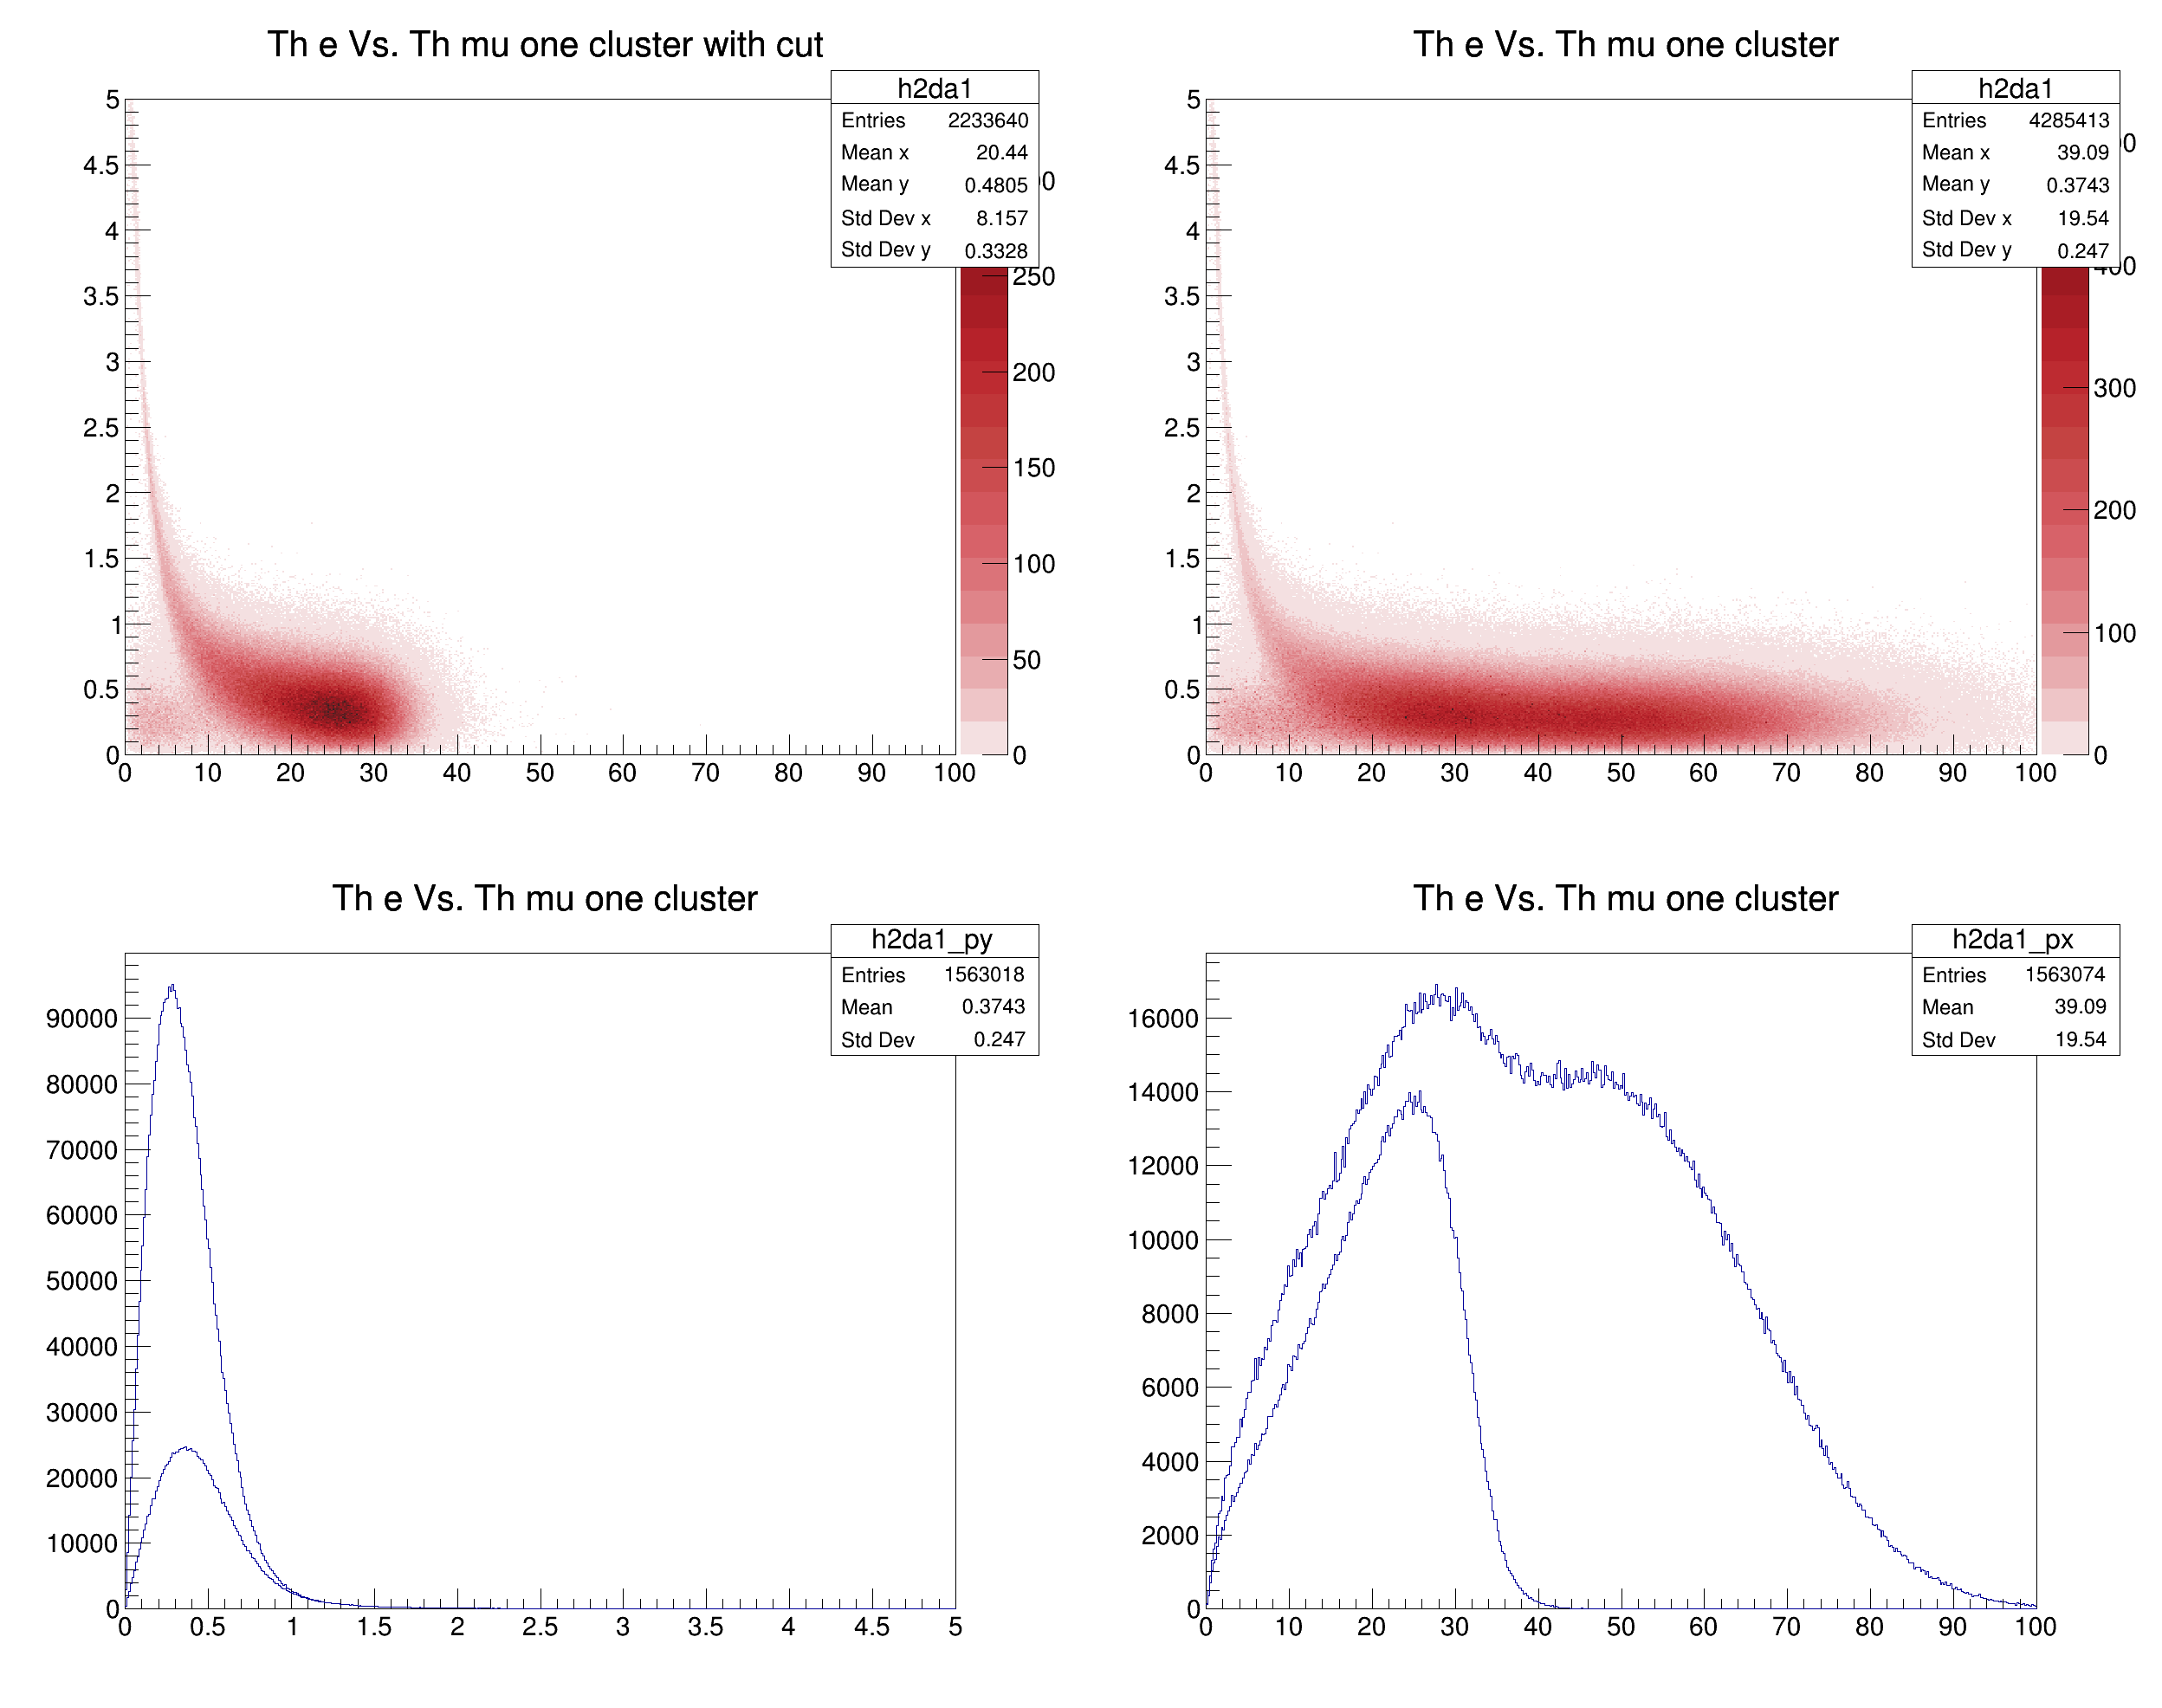 Th e Vs. Th mu one cluster with cut
h2da1
Entries 2233640
Mean x 20.44
Mean y 0.4805
Std Dev x 8.157
Std Dev y 0.3328
5
4.5
4
3.5
3
2.5
2
1.5
1
0.5
0
0 10 20 30 40 50 60 70 80 90 100
250
200
150
100
50
0
Th e Vs. Th mu one cluster
h2da1
Entries 4285413
Mean x 39.09
Mean y 0.3743
Std Dev x 19.54
Std Dev y 0.247
5
4.5
4
3.5
3
2.5
2
1.5
1
0.5
0
0 10 20 30 40 50 60 70 80 90 100
400
300
200
100
0
Th e Vs. Th mu one cluster
h2da1_py
Entries 1563018
Mean 0.3743
Std Dev 0.247
90000
80000
70000
60000
50000
40000
30000
20000
10000
0
0 0.5 1 1.5 2 2.5 3 3.5 4 4.5 5
Th e Vs. Th mu one cluster
h2da1_px
Entries 1563074
Mean 39.09
Std Dev 19.54
16000
14000
12000
10000
8000
6000
4000
2000
0
0 10 20 30 40 50 60 70 80 90 100